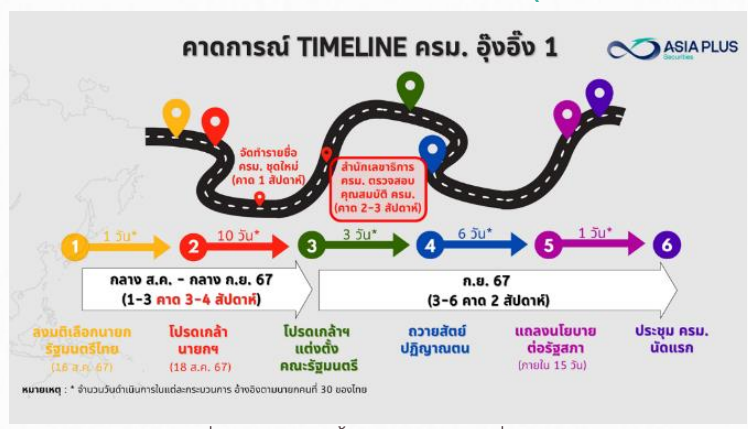 คาดการณ์ TIMELINE ครม. อุ๊งอิ๊ง 1
ASIA PLUS
Securities
จัดทำรายชื่อ
ครม. ชุดใหม่
(คาด 1 สัปดาห์)
สำนักเลขาธิการ
ครม. ตรวจสอบ
คุณสมบัติ ครม.
(คาด 2-3 สัปดาห์)
1 1 วัน* 2 10 วัน* 3 3 วัน* 4 6 วัน* 5 1 วัน* 6
กลาง ส.ค. - กลาง ก.ย. 67
(1-3 คาด 3-4 สัปดาห์)
ก.ย. 67
(3-6 คาด 2 สัปดาห์)
ลงมติเลือกนายก
รัฐมนตรีไทย
(16 ส.ค. 67)
โปรดเกล้า
นายกฯ
(18 ส.ค. 67)
โปรดเกล้าฯ
แต่งตั้ง
คณะรัฐมนตรี
ถวายสัตย์
ปฏิญาณตน
แถลงนโยบาย
ต่อรัฐสภา
(ภายใน 15 วัน)
ประชุม ครม.
นัดแรก
หมายเหตุ : * จำนวนวันดำเนินการในแต่ละกระบวนการ อ้างอิงตามนายกคนที่ 30 ของไทย